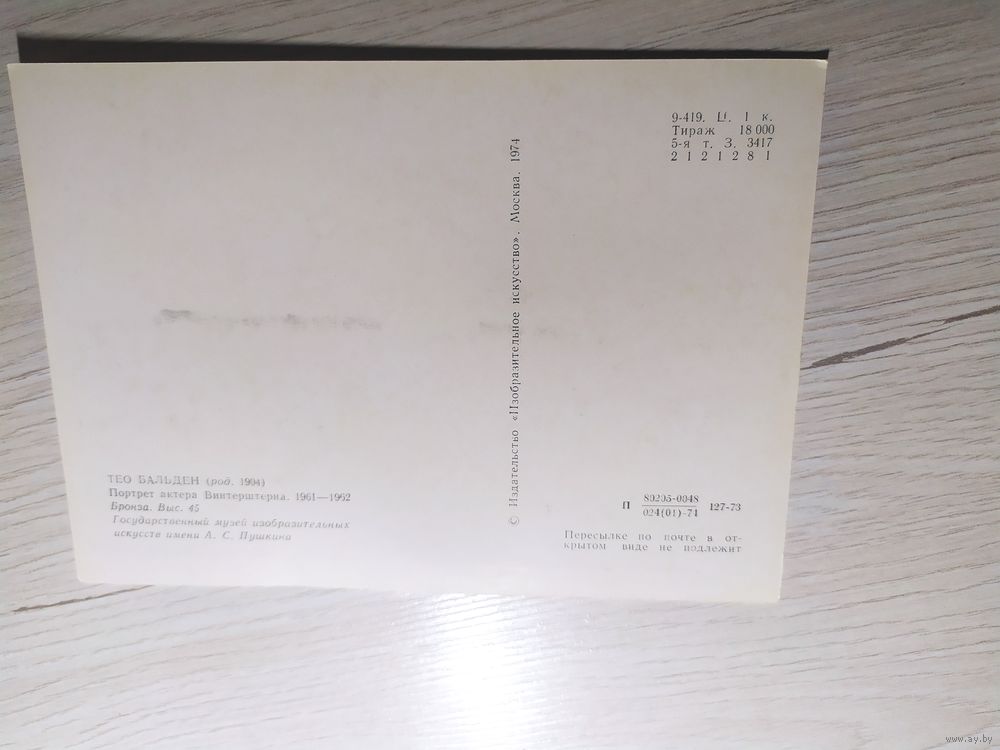 ТЕО БАЛЬДЕН (род. 1904)
Портрет актера Винтерштерна. 1961—1962
Бронза. Выс. 45
Государственный музей изобразительных
искусств имени А. С. Пушкина
© Издательство «Изобразительное искусство». Москва. 1974
9-419. Ц. 1 к.
Тираж 18 000
5-я т. З. 3417
2 1 2 1 2 8 1
П 80205-0048 127-73
024(01)-74
Пересылке по почте в от-
крытом виде не подлежит
www.ay.by